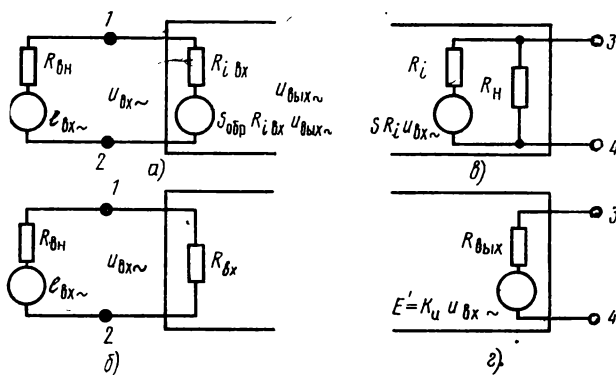 1
R вн
e вх~
u вх~
R i вх
S обр R i вх u вых~
u вых~
2
а)
R i
R н
S R i u вх~
3
4
в)
1
R вн
e вх~
u вх~
R вх
2
б)
R вых
E' = K u u вх~
3
4
г)